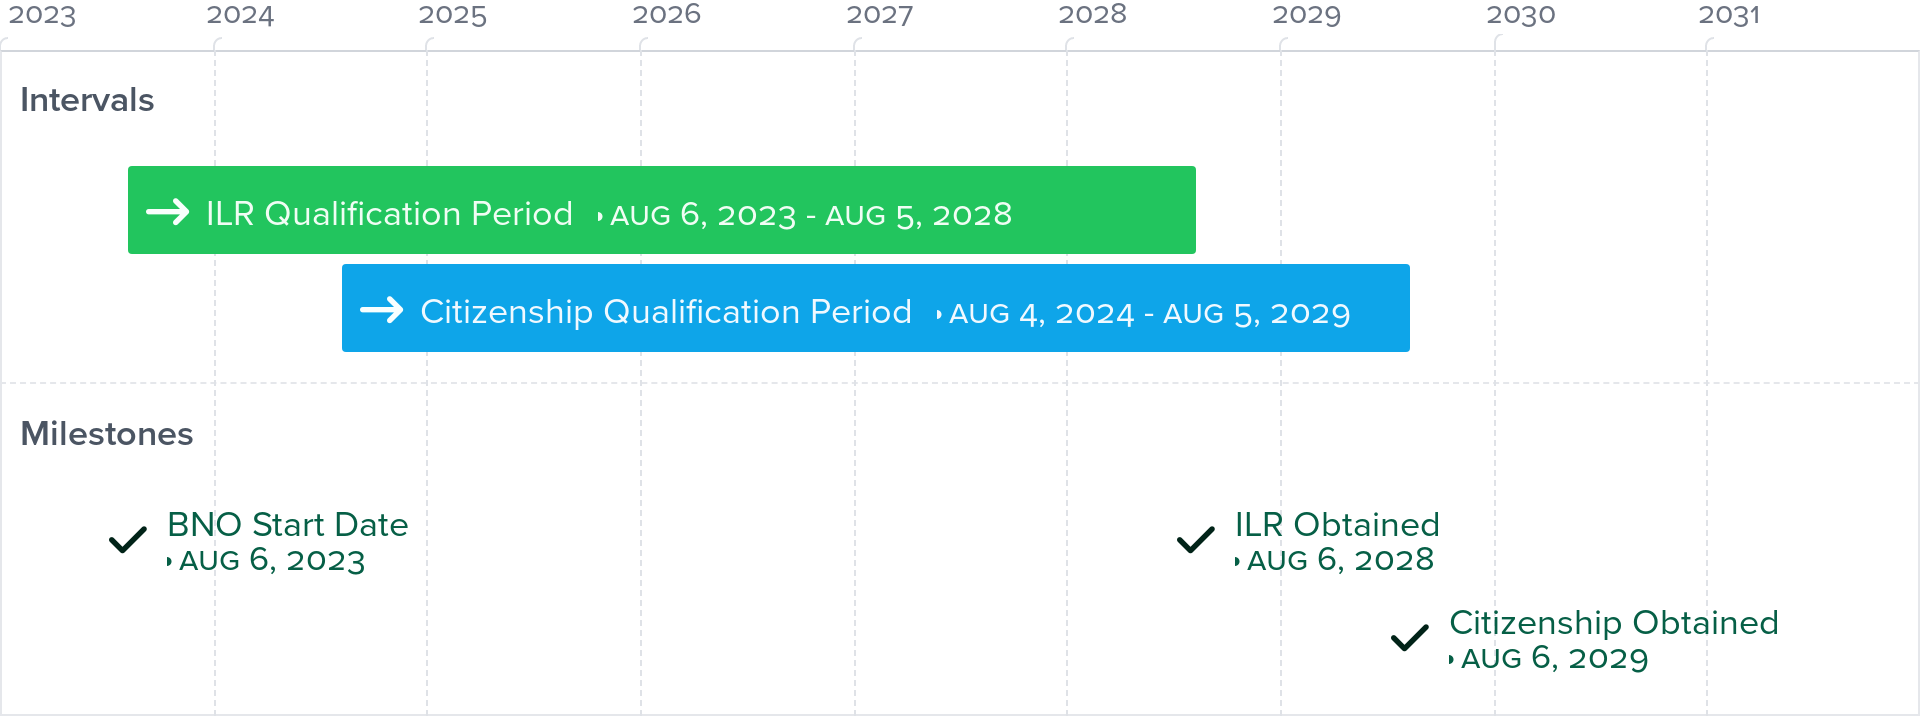 2023 2024 2025 2026 2027 2028 2029 2030 2031
Intervals
ILR Qualification Period AUG 6, 2023 - AUG 5, 2028
Citizenship Qualification Period AUG 4, 2024 - AUG 5, 2029
Milestones
BNO Start Date
AUG 6, 2023
ILR Obtained
AUG 6, 2028
Citizenship Obtained
AUG 6, 2029